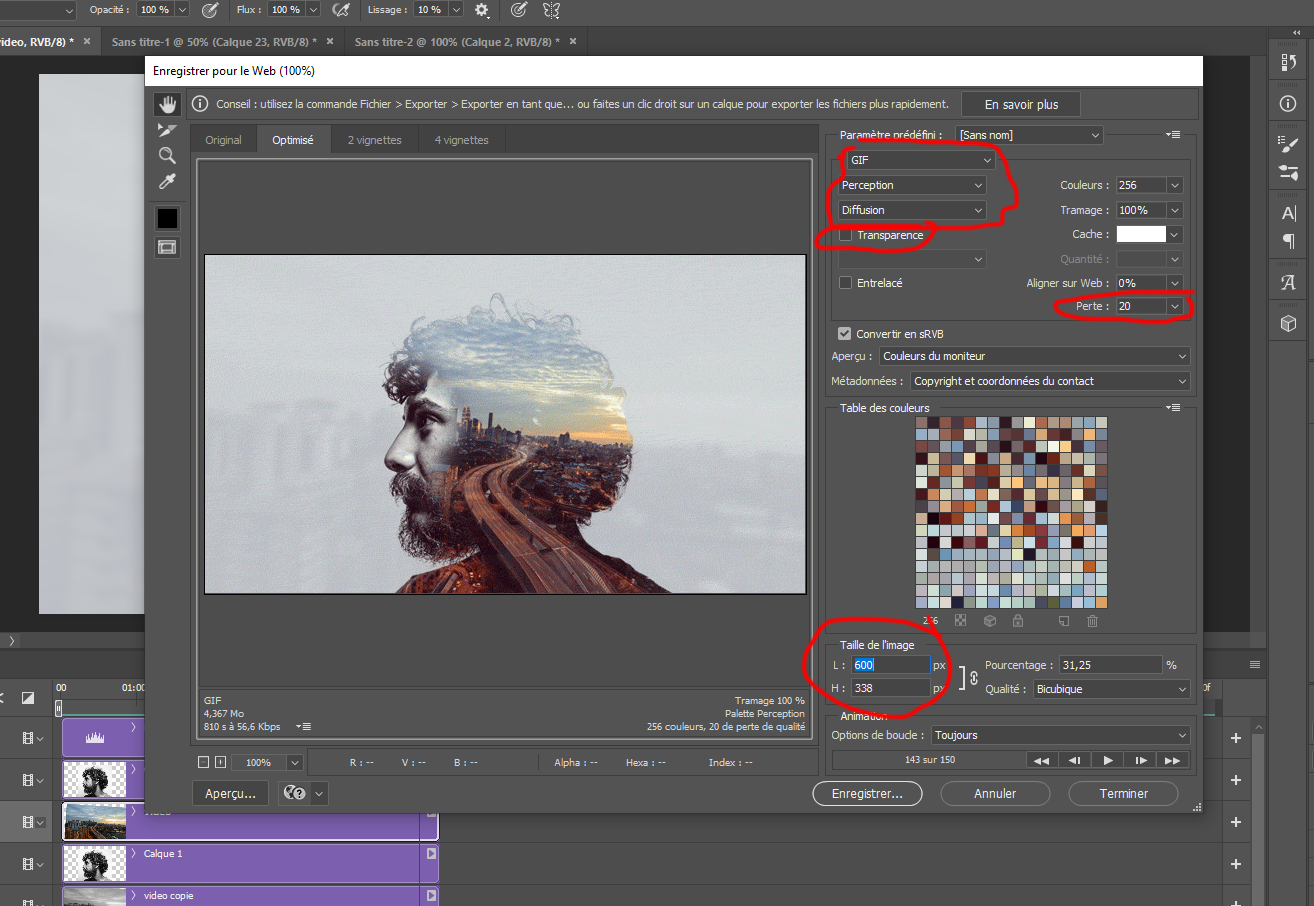 Opacité : 100 % Flux : 100 % Lissage : 10 %
video, RVB/8) * × Sans titre-1 @ 50% (Calque 23, RVB/8) * × Sans titre-2 @ 100% (Calque 2, RVB/8) * ×
Enregistrer pour le Web (100%)
Conseil : utilisez la commande Fichier > Exporter > Exporter en tant que... ou faites un clic droit sur un calque pour exporter les fichiers plus rapidement. En savoir plus
Original Optimisé 2 vignettes 4 vignettes
Paramètre prédéfini : [Sans nom]
GIF
Perception Couleurs : 256
Diffusion Tramage : 100%
Transparence Cache :
Quantité :
Entrelacé Aligner sur Web : 0%
Perte : 20
Convertir en sRVB
Aperçu : Couleurs du moniteur
Métadonnées : Copyright et coordonnées du contact
Table des couleurs
256
Taille de l'image
L : 600 px Pourcentage : 31,25 %
H : 338 px Qualité : Bicubique
GIF Tramage 100 %
4,367 Mo Palette Perception
810 s à 56,6 Kbps 256 couleurs, 20 de perte de qualité
Animation
Options de boucle : Toujours
143 sur 150
100% R : -- V : -- B : -- Alpha : -- Hexa : -- Index : --
Aperçu... Enregistrer... Annuler Terminer
00 01:00
Calque 1
video copie